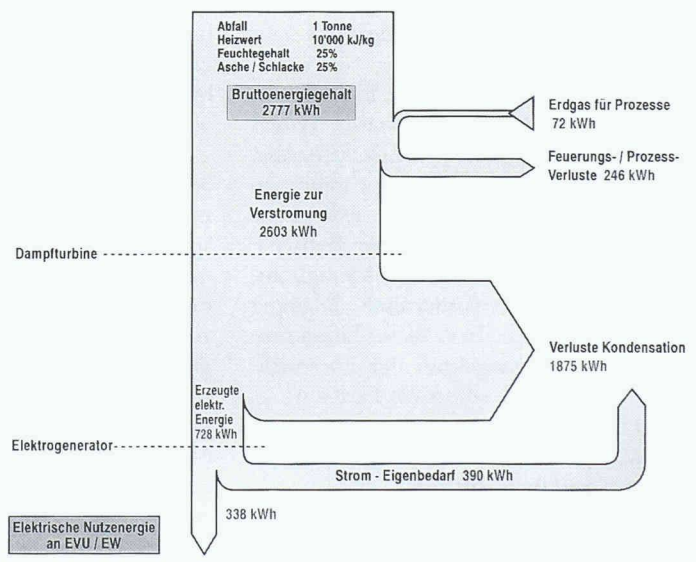 Abfall 1 Tonne
Heizwert 10'000 kJ/kg
Feuchtegehalt 25%
Asche / Schlacke 25%
Bruttoenergiegehalt
2777 kWh
Erdgas für Prozesse
72 kWh
Feuerungs- / Prozess-
Verluste 246 kWh
Energie zur
Verstromung
2603 kWh
Dampfturbine
Verluste Kondensation
1875 kWh
Erzeugte
elektr.
Energie
728 kWh
Elektrogenerator
Strom - Eigenbedarf 390 kWh
338 kWh
Elektrische Nutzenergie
an EVU / EW